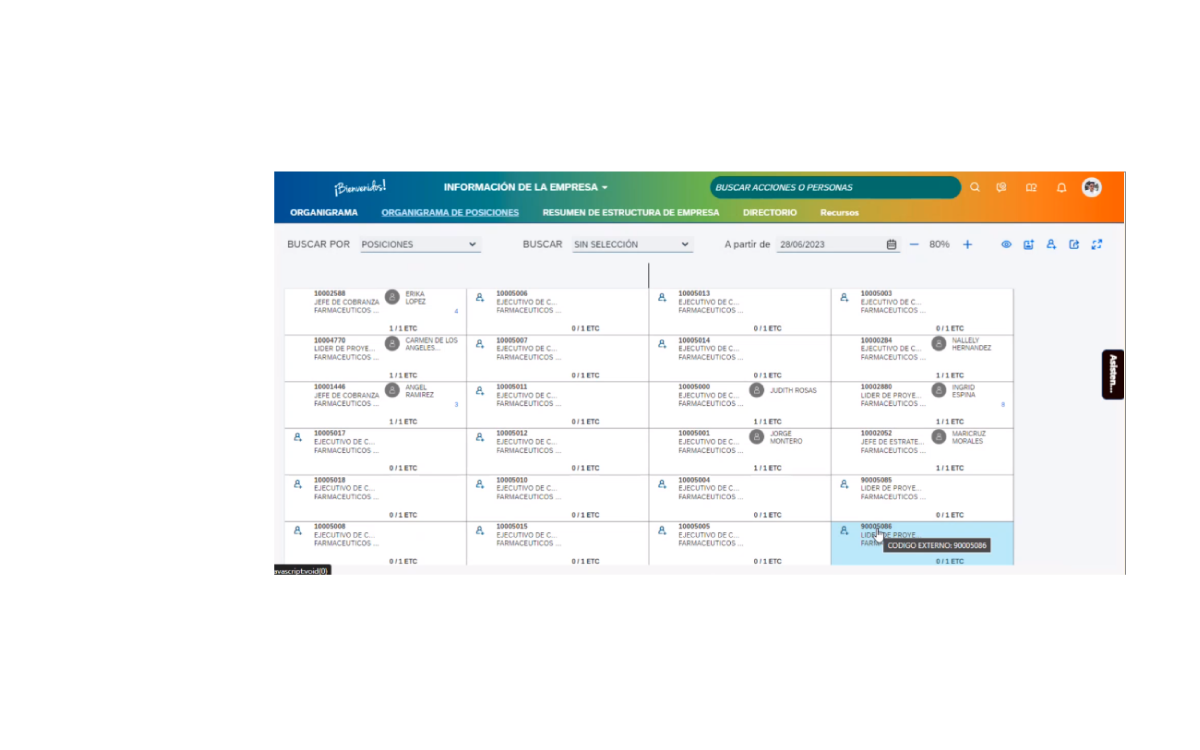 ¡Bienvenidos!
INFORMACIÓN DE LA EMPRESA
BUSCAR ACCIONES O PERSONAS
ORGANIGRAMA ORGANIGRAMA DE POSICIONES RESUMEN DE ESTRUCTURA DE EMPRESA DIRECTORIO Recursos
BUSCAR POR POSICIONES BUSCAR SIN SELECCIÓN A partir de 28/06/2023 80%
10002588
JEFE DE COBRANZA
FARMACEUTICOS ...
ERIKA
LOPEZ
4
1 / 1 ETC
10005006
EJECUTIVO DE C...
FARMACEUTICOS ...
0 / 1 ETC
10005013
EJECUTIVO DE C...
FARMACEUTICOS ...
0 / 1 ETC
10005003
EJECUTIVO DE C...
FARMACEUTICOS ...
0 / 1 ETC
10004770
LIDER DE PROYE...
FARMACEUTICOS ...
CARMEN DE LOS
ANGELES...
1 / 1 ETC
10005007
EJECUTIVO DE C...
FARMACEUTICOS ...
0 / 1 ETC
10005014
EJECUTIVO DE C...
FARMACEUTICOS ...
0 / 1 ETC
10000284
EJECUTIVO DE C...
FARMACEUTICOS ...
NALLELY
HERNANDEZ
1 / 1 ETC
10001446
JEFE DE COBRANZA
FARMACEUTICOS ...
ANGEL
RAMIREZ
3
1 / 1 ETC
10005011
EJECUTIVO DE C...
FARMACEUTICOS ...
0 / 1 ETC
10005000
EJECUTIVO DE C...
FARMACEUTICOS ...
JUDITH ROSAS
1 / 1 ETC
10002880
LIDER DE PROYE...
FARMACEUTICOS ...
INGRID
ESPINA
8
1 / 1 ETC
10005017
EJECUTIVO DE C...
FARMACEUTICOS ...
0 / 1 ETC
10005012
EJECUTIVO DE C...
FARMACEUTICOS ...
0 / 1 ETC
10005001
EJECUTIVO DE C...
FARMACEUTICOS ...
JORGE
MONTERO
1 / 1 ETC
10002052
JEFE DE ESTRATE...
FARMACEUTICOS ...
MARICRUZ
MORALES
1 / 1 ETC
10005018
EJECUTIVO DE C...
FARMACEUTICOS ...
0 / 1 ETC
10005010
EJECUTIVO DE C...
FARMACEUTICOS ...
0 / 1 ETC
10005004
EJECUTIVO DE C...
FARMACEUTICOS ...
0 / 1 ETC
90005085
LIDER DE PROYE...
FARMACEUTICOS ...
0 / 1 ETC
10005008
EJECUTIVO DE C...
FARMACEUTICOS ...
0 / 1 ETC
10005015
EJECUTIVO DE C...
FARMACEUTICOS ...
0 / 1 ETC
10005005
EJECUTIVO DE C...
FARMACEUTICOS ...
0 / 1 ETC
90005086
LIDER DE PROYE...
CODIGO EXTERNO: 90005086
0 / 1 ETC
Asisten...
avascript:void(0)